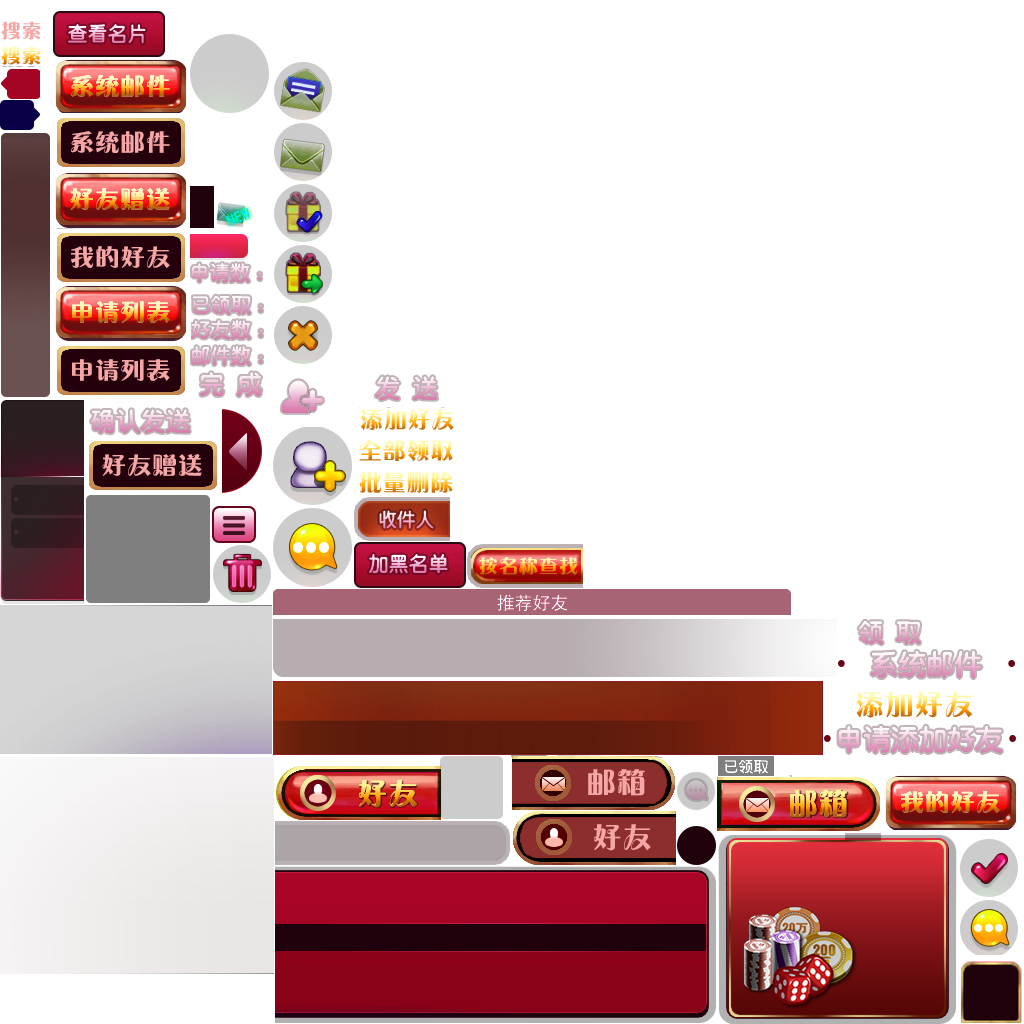 搜索
搜索
查看名片
系统邮件
系统邮件
好友赠送
NEW
我的好友
申请数：
申请列表
已领取：
好友数：
邮件数：
申请列表
完成
发送
确认发送
添加好友
好友赠送
全部领取
批量删除
收件人
加黑名单
按名称查找
推荐好友
领取
系统邮件
添加好友
申请添加好友
好友
邮箱
已领取
邮箱
我的好友
好友
20万
200